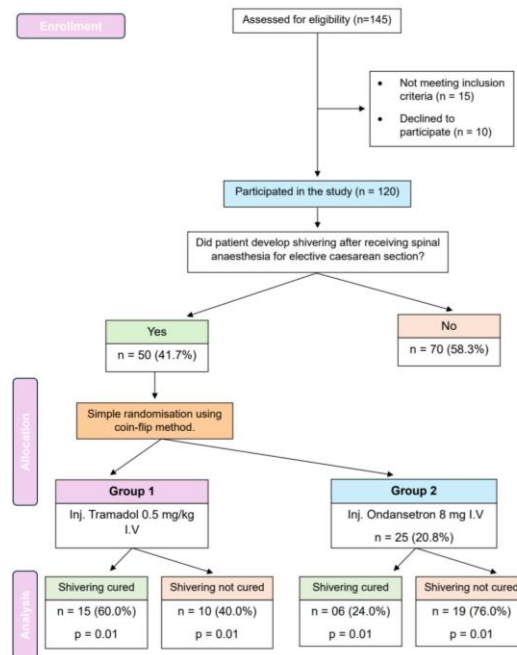 Enrollment
Assessed for eligibility (n=145)
• Not meeting inclusion
criteria (n = 15)
• Declined to
participate (n = 10)
Participated in the study (n = 120)
Did patient develop shivering after receiving spinal
anaesthesia for elective caesarean section?
Yes
n = 50 (41.7%)
No
n = 70 (58.3%)
Allocation
Simple randomisation using
coin-flip method.
Group 1
Inj. Tramadol 0.5 mg/kg
I.V
Group 2
Inj. Ondansetron 8 mg I.V
n = 25 (20.8%)
Analysis
Shivering cured
n = 15 (60.0%)
p = 0.01
Shivering not cured
n = 10 (40.0%)
p = 0.01
Shivering cured
n = 06 (24.0%)
p = 0.01
Shivering not cured
n = 19 (76.0%)
p = 0.01